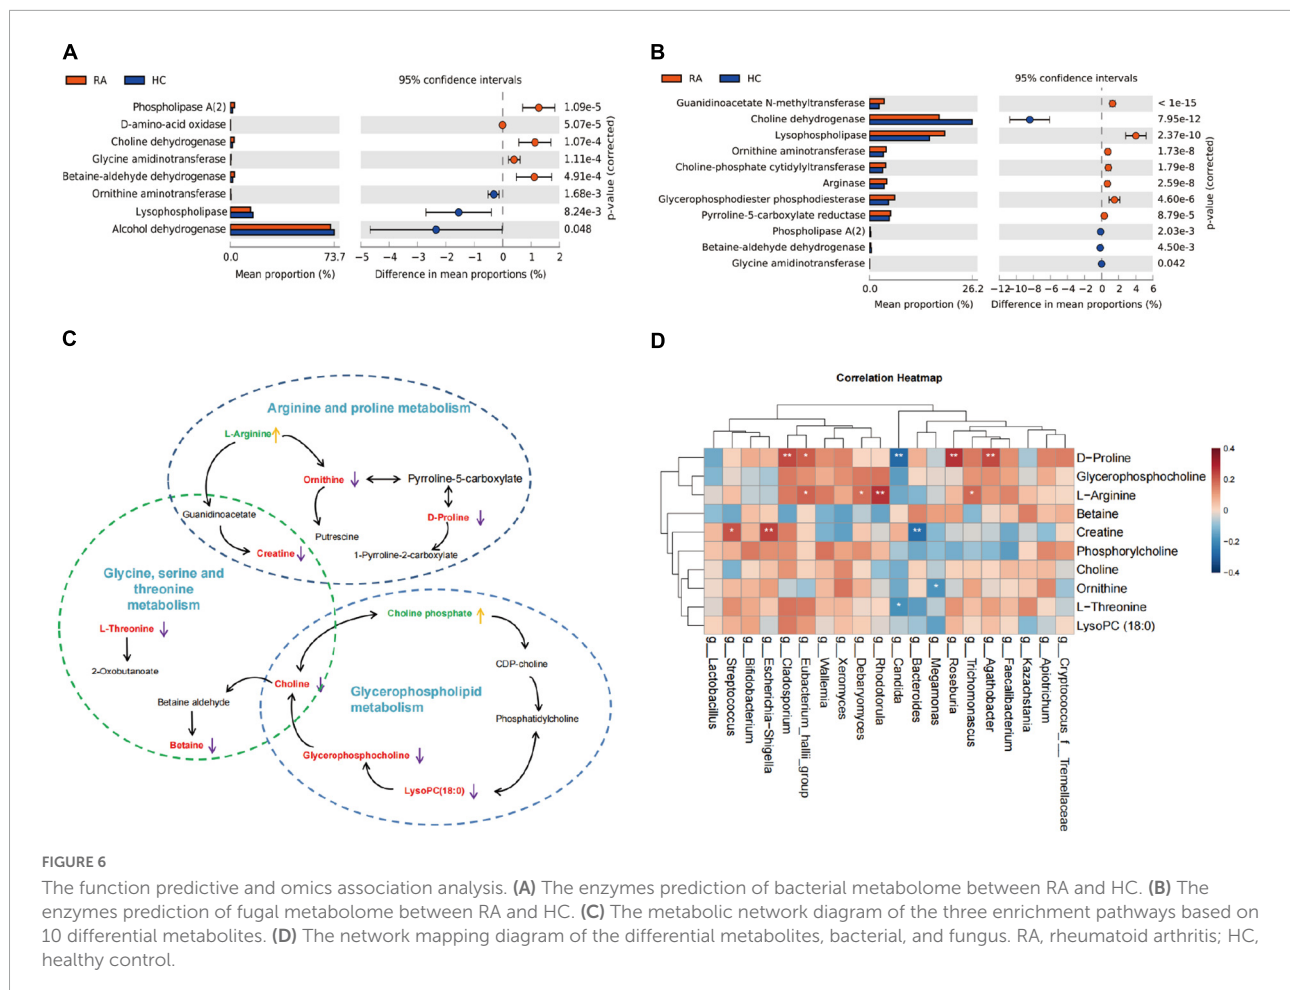 A
RA HC
95% confidence intervals
Phospholipase A(2) 1.09e-5
D-amino-acid oxidase 5.07e-5
Choline dehydrogenase 1.07e-4
Glycine amidinotransferase 1.11e-4
Betaine-aldehyde dehydrogenase 4.91e-4
Ornithine aminotransferase 1.68e-3
Lysophospholipase 8.24e-3
Alcohol dehydrogenase 0.048
p-value (corrected)
0.0 73.7 −5 −4 −3 −2 −1 0 1 2
Mean proportion (%) Difference in mean proportions (%)
B
RA HC
95% confidence intervals
Guanidinoacetate N-methyltransferase < 1e-15
Choline dehydrogenase 7.95e-12
Lysophospholipase 2.37e-10
Ornithine aminotransferase 1.73e-8
Choline-phosphate cytidylyltransferase 1.79e-8
Arginase 2.59e-8
Glycerophosphodiester phosphodiesterase 4.60e-6
Pyrroline-5-carboxylate reductase 8.79e-5
Phospholipase A(2) 2.03e-3
Betaine-aldehyde dehydrogenase 4.50e-3
Glycine amidinotransferase 0.042
p-value (corrected)
0.0 26.2 −12−10−8 −6 −4 −2 0 2 4 6
Mean proportion (%) Difference in mean proportions (%)
C
Arginine and proline metabolism
L-Arginine
Ornithine
Pyrroline-5-carboxylate
Guanidinoacetate
D-Proline
Putrescine
Creatine
1-Pyrroline-2-carboxylate
Glycine, serine and
threonine
metabolism
L-Threonine
2-Oxobutanoate
Choline phosphate
CDP-choline
Choline
Betaine aldehyde
Glycerophospholipid
metabolism
Phosphatidylcholine
Betaine
Glycerophosphocholine
LysoPC(18:0)
D
Correlation Heatmap
D−Proline
Glycerophosphocholine
L−Arginine
Betaine
Creatine
Phosphorylcholine
Choline
Ornithine
L−Threonine
LysoPC (18:0)
** * ** ** **
* * ** *
* ** **
*
*
0.4
0.2
0
−0.2
−0.4
g__Lactobacillus
g__Streptococcus
g__Bifidobacterium
g__Escherichia−Shigella
g__Cladosporium
g__Eubacterium_hallii_group
g__Wallemia
g__Xeromyces
g__Debaryomyces
g__Rhodotorula
g__Candida
g__Bacteroides
g__Megamonas
g__Roseburia
g__Trichomonascus
g__Agathobacter
g__Faecalibacterium
g__Kazachstania
g__Apiotrichum
g__Cryptococcus_f__Tremellaceae
FIGURE 6
The function predictive and omics association analysis. (A) The enzymes prediction of bacterial metabolome between RA and HC. (B) The
enzymes prediction of fugal metabolome between RA and HC. (C) The metabolic network diagram of the three enrichment pathways based on
10 differential metabolites. (D) The network mapping diagram of the differential metabolites, bacterial, and fungus. RA, rheumatoid arthritis; HC,
healthy control.